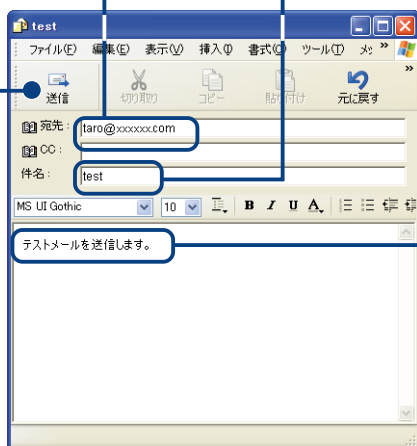 test
ファイル(F) 編集(E) 表示(V) 挿入(I) 書式(O) ツール(T) メ »
送信 切り取り コピー 貼り付け 元に戻す »
宛先: taro@xxxxxx.com
CC:
件名: test
MS UI Gothic 10 B I U A
テストメールを送信します。